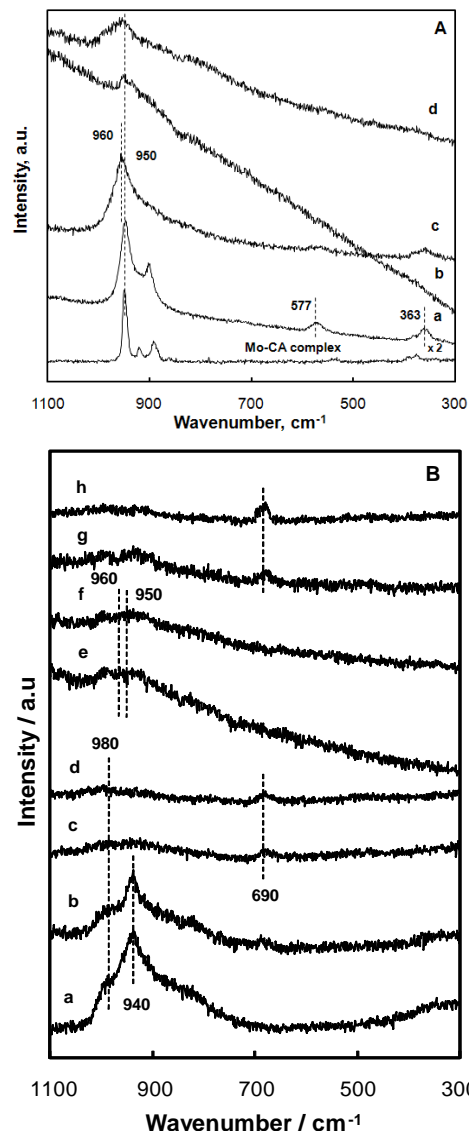 A
d
960
950
Intensity, a.u.
c
b
577
363
a
Mo-CA complex
x 2
1100
900
700
500
300
Wavenumber, cm-1
B
h
g
960
950
f
e
980
Intensity / a.u
d
c
690
b
a
940
1100
900
700
500
300
Wavenumber / cm-1